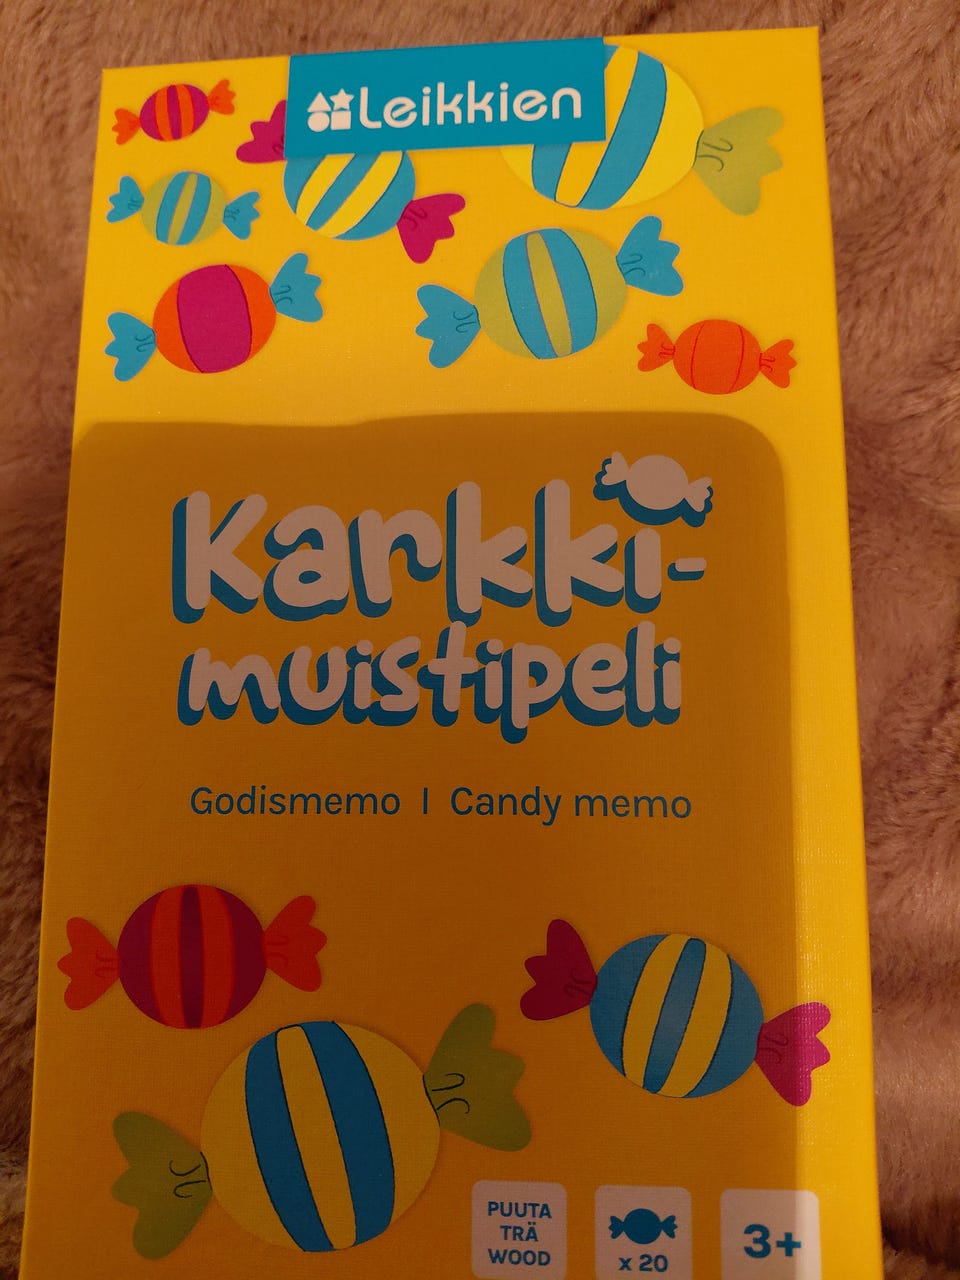 Leikkien
Karkki-
muistipeli
Godismemo | Candy memo
PUUTA
TRÄ
WOOD
x 20
3+